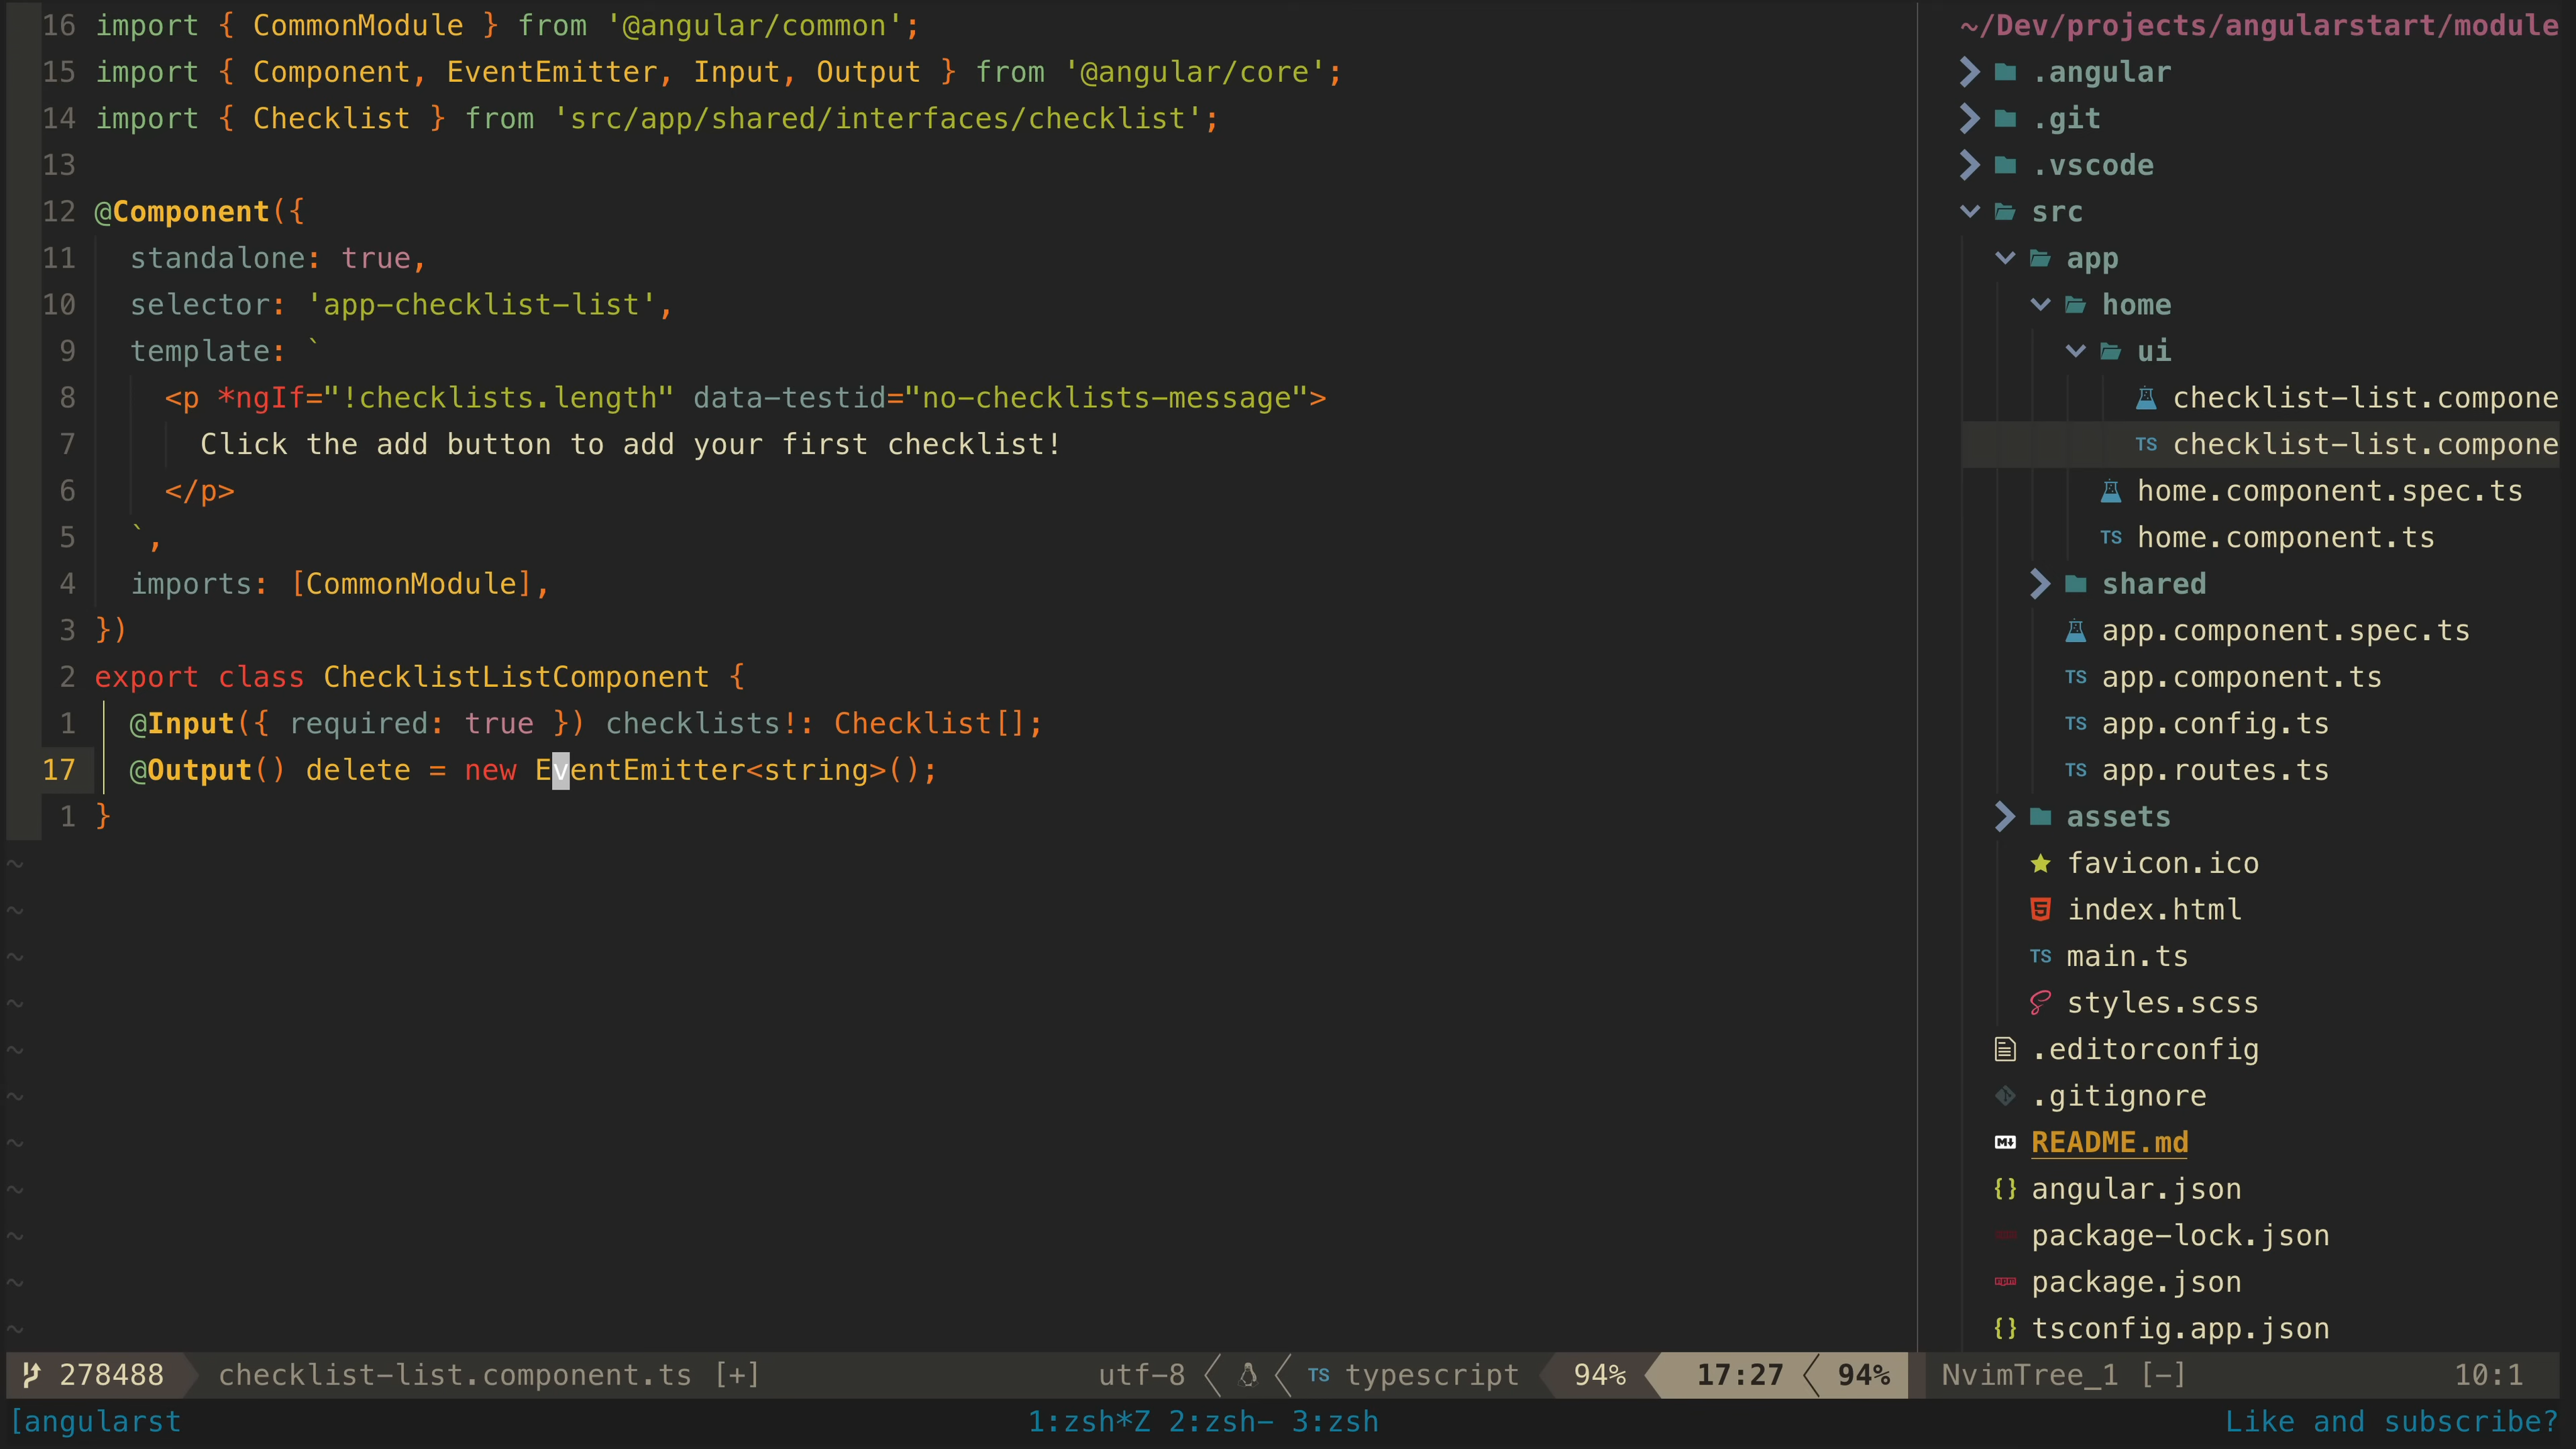 16 import { CommonModule } from '@angular/common';
15 import { Component, EventEmitter, Input, Output } from '@angular/core';
14 import { Checklist } from 'src/app/shared/interfaces/checklist';
13
12 @Component({
11   standalone: true,
10   selector: 'app-checklist-list',
9   template: `
8     <p *ngIf="!checklists.length" data-testid="no-checklists-message">
7       Click the add button to add your first checklist!
6     </p>
5   `,
4   imports: [CommonModule],
3 })
2 export class ChecklistListComponent {
1   @Input({ required: true }) checklists!: Checklist[];
17   @Output() delete = new EventEmitter<string>();
1 }
~
~
~
~
~
~
~
~
~
~
~
~/Dev/projects/angularstart/module
.angular
.git
.vscode
src
app
home
ui
checklist-list.compone
TS checklist-list.compone
home.component.spec.ts
TS home.component.ts
shared
app.component.spec.ts
TS app.component.ts
TS app.config.ts
TS app.routes.ts
assets
favicon.ico
index.html
TS main.ts
styles.scss
.editorconfig
.gitignore
README.md
{} angular.json
package-lock.json
package.json
{} tsconfig.app.json
278488 checklist-list.component.ts [+] utf-8 TS typescript 94% 17:27 94% NvimTree_1 [-] 10:1
[angularst 1:zsh*Z 2:zsh- 3:zsh Like and subscribe?